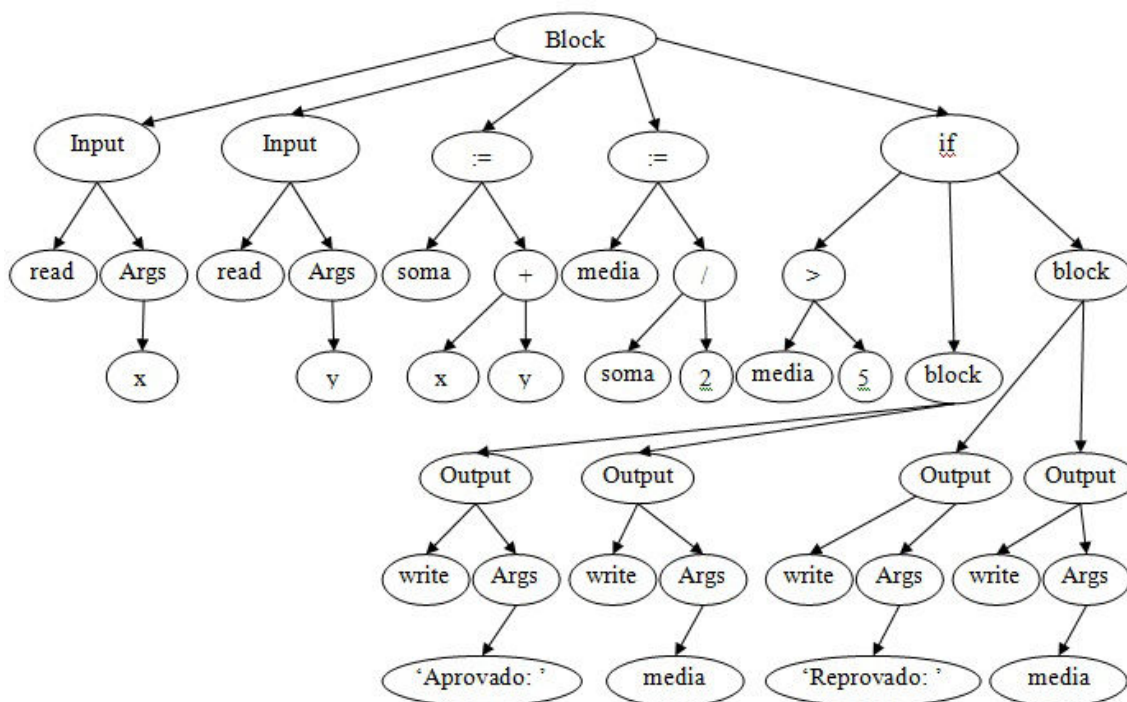 Block
Input Input := := if
read Args read Args soma + media / > block
x y x y soma 2 media 5 block
Output Output Output Output
write Args write Args write Args write Args
‘Aprovado: ’ media ‘Reprovado: ’ media